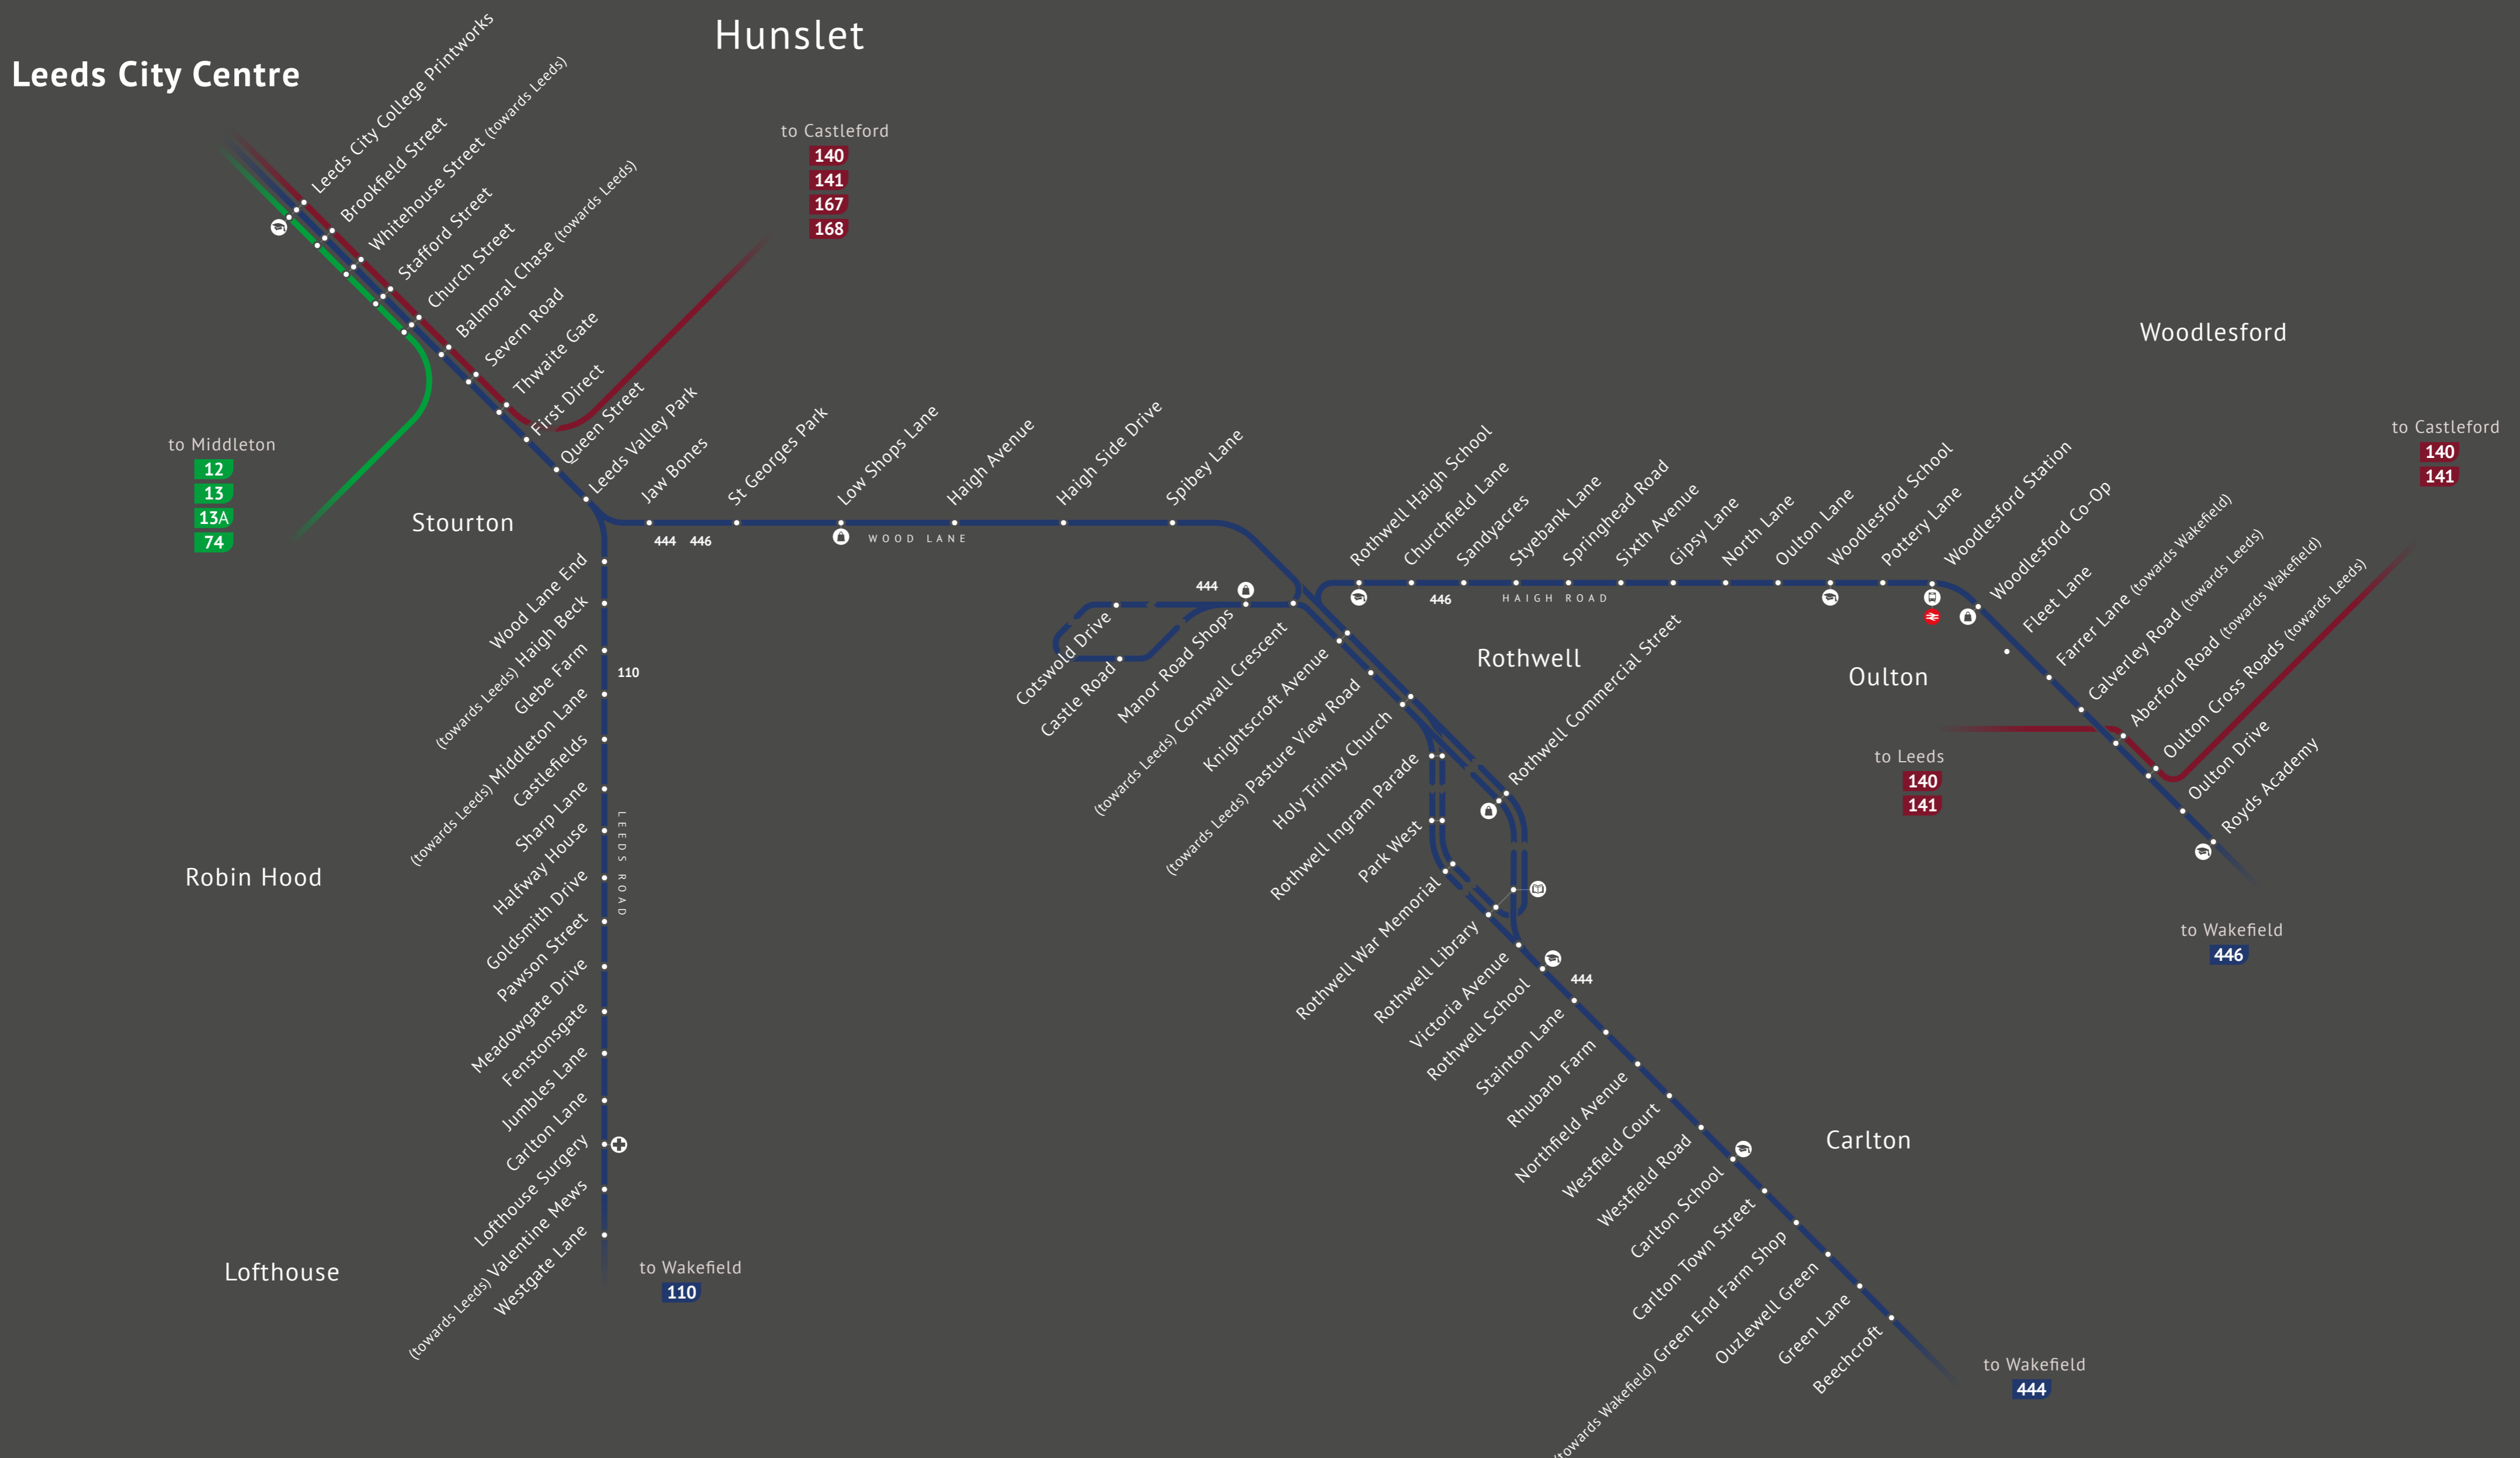 Hunslet
Leeds City Centre
Leeds City College Printworks
Brookfield Street
Whitehouse Street (towards Leeds)
Stafford Street
Church Street
Balmoral Chase (towards Leeds)
Severn Road
Thwaite Gate
First Direct
Queen Street
Leeds Valley Park
to Castleford
140
141
167
168
to Middleton
12
13
13A
74
Stourton
Jaw Bones
St Georges Park
Low Shops Lane
Haigh Avenue
Haigh Side Drive
Spibey Lane
444 446
WOOD LANE
Wood Lane End
(towards Leeds) Haigh Beck
Glebe Farm
(towards Leeds) Middleton Lane
Castlefields
Sharp Lane
Halfway House
Goldsmith Drive
Pawson Street
Meadowgate Drive
Fenstonsgate
Jumbles Lane
Carlton Lane
Lofthouse Surgery
(towards Leeds) Valentine Mews
Westgate Lane
110
LEEDS ROAD
Robin Hood
Lofthouse
to Wakefield
110
444
Cotswold Drive
Castle Road
Manor Road Shops
(towards Leeds) Cornwall Crescent
Knightscroft Avenue
(towards Leeds) Pasture View Road
Holy Trinity Church
Rothwell Ingram Parade
Park West
Rothwell War Memorial
Rothwell Library
Victoria Avenue
Rothwell School
Stainton Lane
Rhubarb Farm
Northfield Avenue
Westfield Court
Westfield Road
Carlton School
Carlton Town Street
(towards Wakefield) Green End Farm Shop
Ouzlewell Green
Green Lane
Beechcroft
444
Carlton
to Wakefield
444
Rothwell Commercial Street
Rothwell
Rothwell Haigh School
Churchfield Lane
Sandyacres
Styebank Lane
Springhead Road
Sixth Avenue
Gipsy Lane
North Lane
Oulton Lane
Woodlesford School
Pottery Lane
Woodlesford Station
Woodlesford Co-Op
Fleet Lane
Farrer Lane (towards Wakefield)
Calverley Road (towards Leeds)
Aberford Road (towards Wakefield)
Oulton Cross Roads (towards Leeds)
Oulton Drive
Royds Academy
446
HAIGH ROAD
Woodlesford
Oulton
to Castleford
140
141
to Leeds
140
141
to Wakefield
446